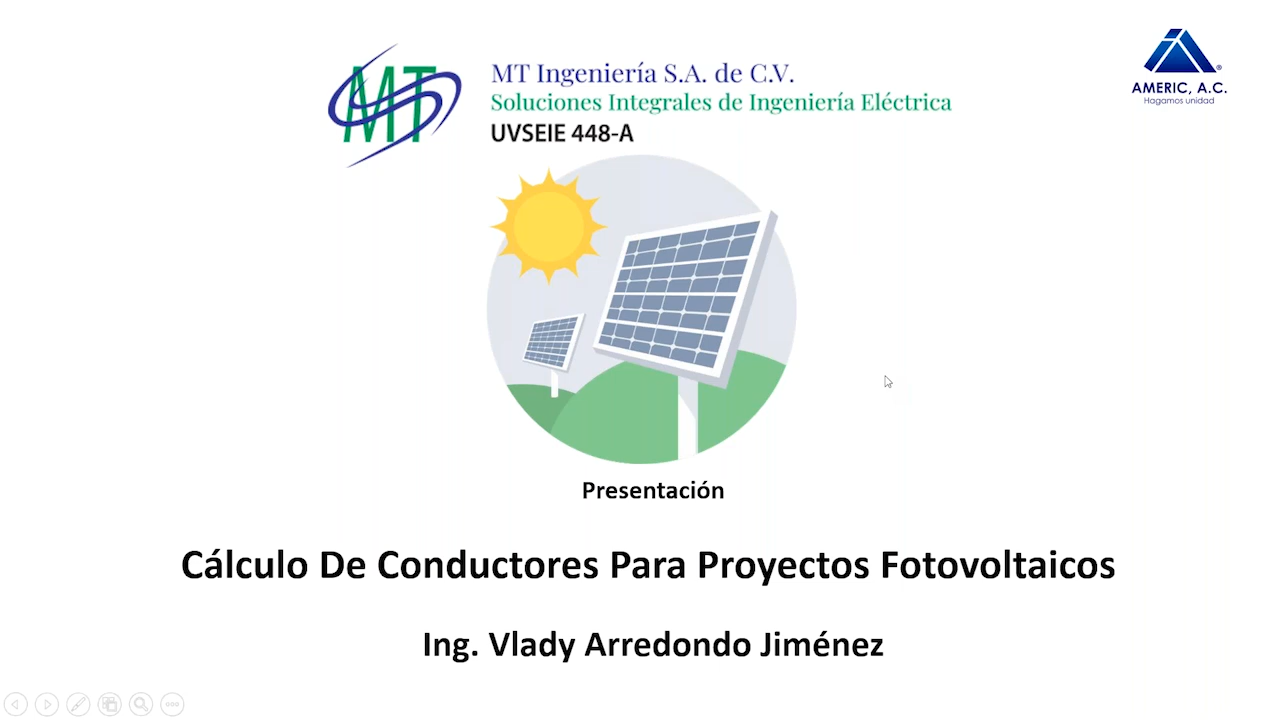 MT
MT Ingeniería S.A. de C.V.
Soluciones Integrales de Ingeniería Eléctrica
UVSEIE 448-A
AMERIC, A.C.
Hagamos unidad
Presentación
Cálculo De Conductores Para Proyectos Fotovoltaicos
Ing. Vlady Arredondo Jiménez